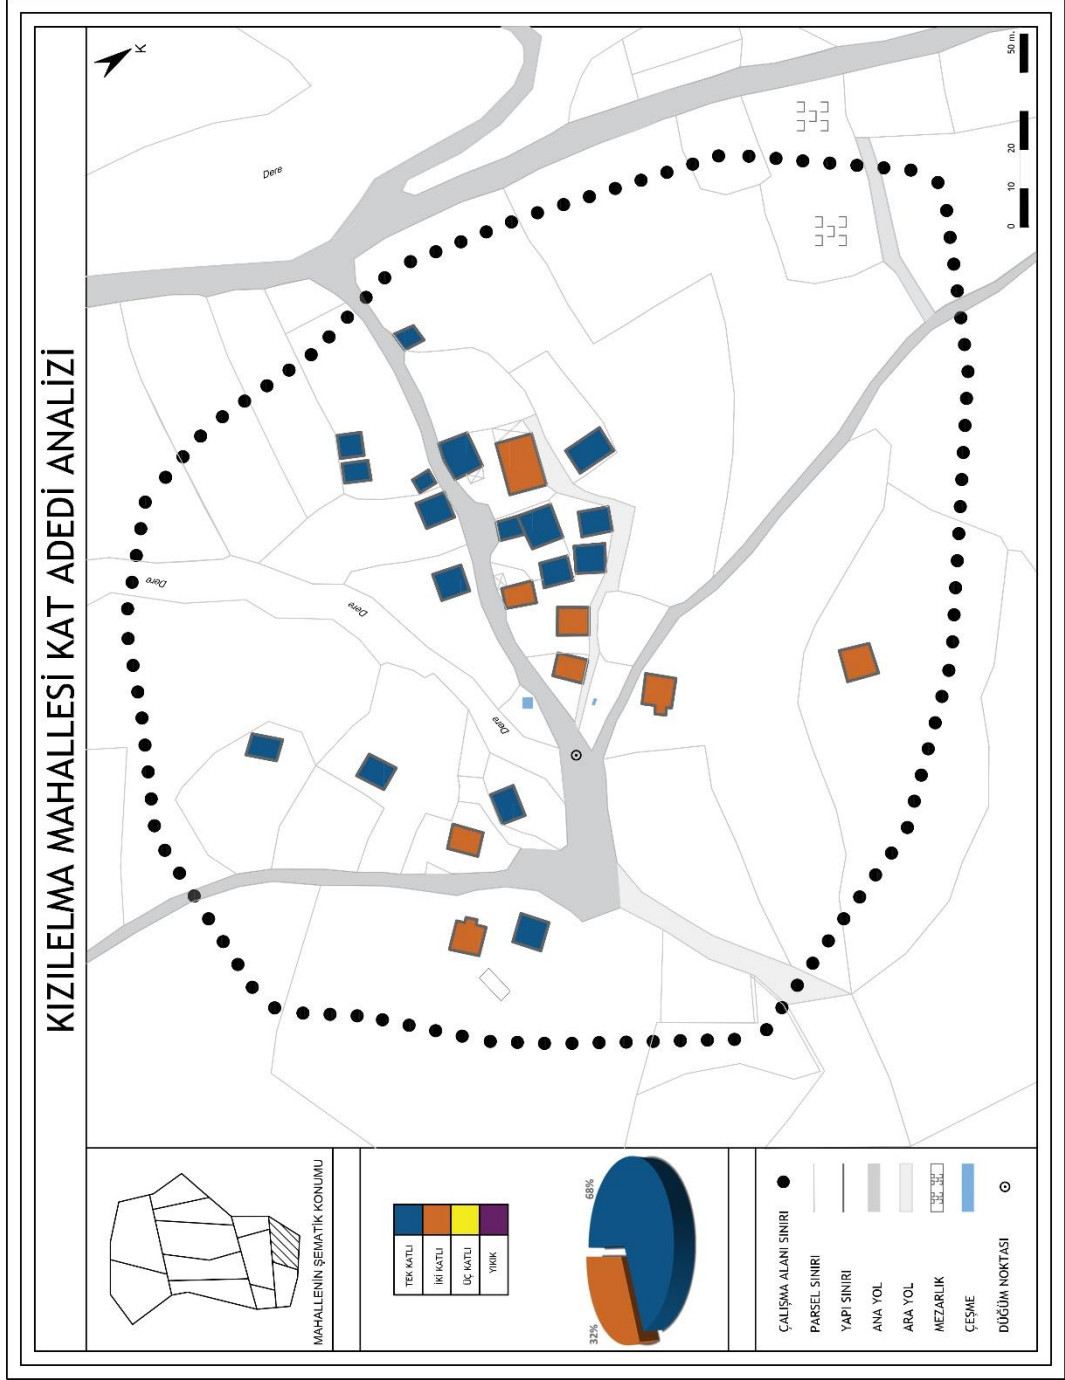 KIZILELMA MAHALLESİ KAT ADEDİ ANALİZİ
K
Dere
Dere
Dere
Dere
0 10 20 50 m.
MAHALLENİN ŞEMATİK KONUMU
TEK KATLI
İKİ KATLI
ÜÇ KATLI
YIKIK
68%
32%
ÇALIŞMA ALANI SINIRI
PARSEL SINIRI
YAPI SINIRI
ANA YOL
ARA YOL
MEZARLIK
ÇEŞME
DÜĞÜM NOKTASI